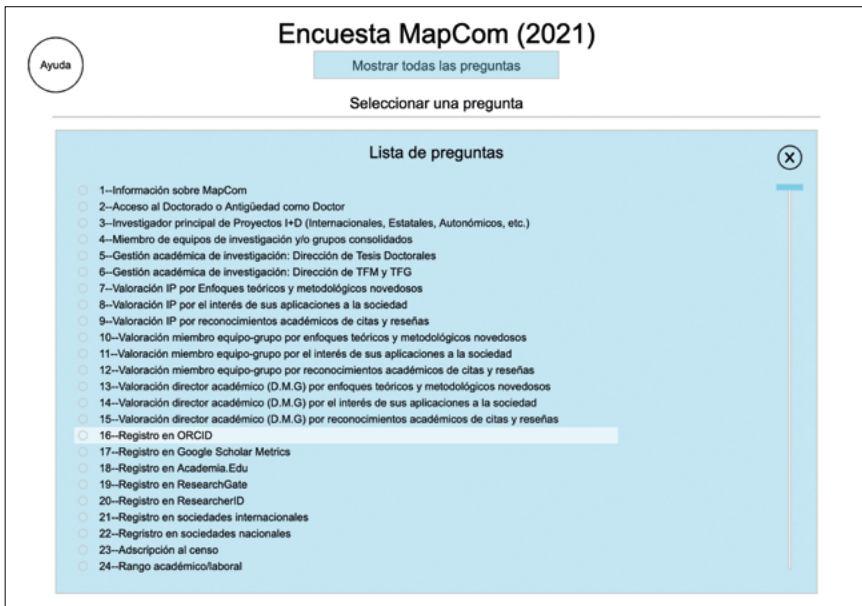 Encuesta MapCom (2021)
Ayuda
Mostrar todas las preguntas
Seleccionar una pregunta
Lista de preguntas
X
1--Información sobre MapCom
2--Acceso al Doctorado o Antigüedad como Doctor
3--Investigador principal de Proyectos I+D (Internacionales, Estatales, Autonómicos, etc.)
4--Miembro de equipos de investigación y/o grupos consolidados
5--Gestión académica de investigación: Dirección de Tesis Doctorales
6--Gestión académica de investigación: Dirección de TFM y TFG
7--Valoración IP por Enfoques teóricos y metodológicos novedosos
8--Valoración IP por el interés de sus aplicaciones a la sociedad
9--Valoración IP por reconocimientos académicos de citas y reseñas
10--Valoración miembro equipo-grupo por enfoques teóricos y metodológicos novedosos
11--Valoración miembro equipo-grupo por el interés de sus aplicaciones a la sociedad
12--Valoración miembro equipo-grupo por reconocimientos académicos de citas y reseñas
13--Valoración director académico (D.M.G) por enfoques teóricos y metodológicos novedosos
14--Valoración director académico (D.M.G) por el interés de sus aplicaciones a la sociedad
15--Valoración director académico (D.M.G) por reconocimientos académicos de citas y reseñas
16--Registro en ORCID
17--Registro en Google Scholar Metrics
18--Registro en Academia.Edu
19--Registro en ResearchGate
20--Registro en ResearcherID
21--Registro en sociedades internacionales
22--Regristro en sociedades nacionales
23--Adscripción al censo
24--Rango académico/laboral